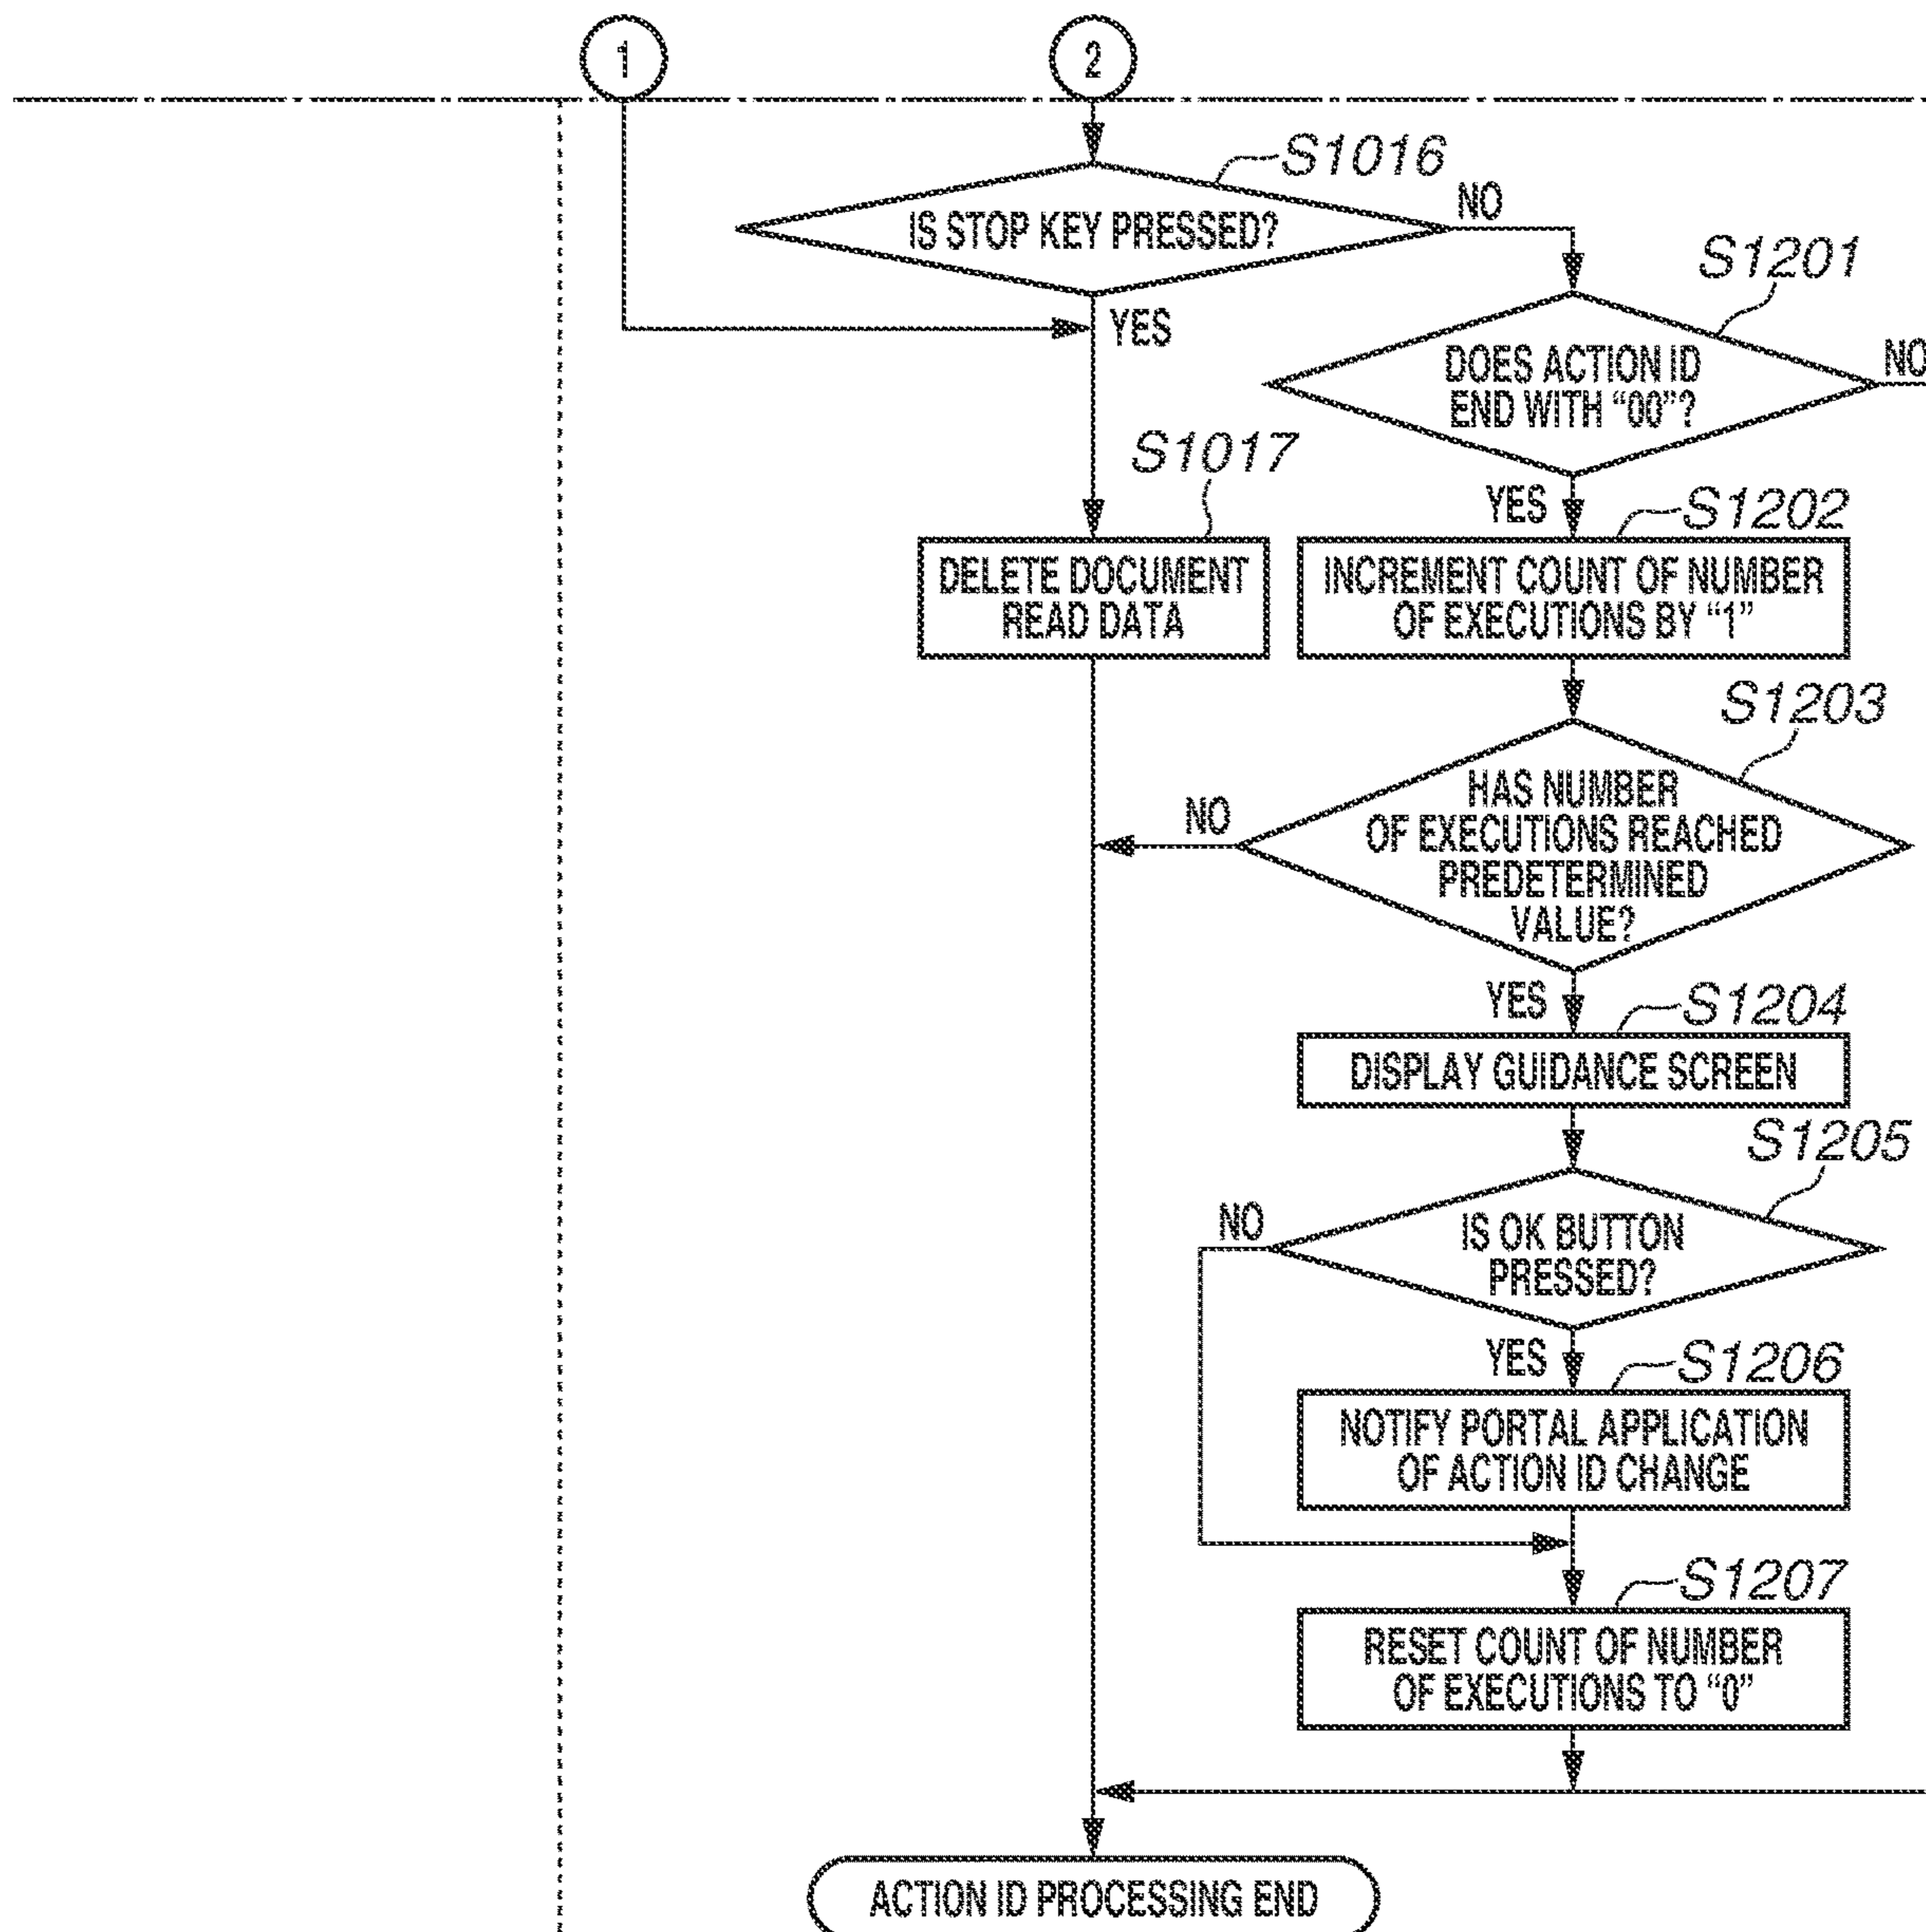 1
2
S1016
IS STOP KEY PRESSED?
NO
S1201
YES
DOES ACTION ID
END WITH “00”?
NO
S1017
YES
S1202
DELETE DOCUMENT
READ DATA
INCREMENT COUNT OF NUMBER
OF EXECUTIONS BY “1”
S1203
HAS NUMBER
OF EXECUTIONS REACHED
PREDETERMINED
VALUE?
NO
YES
S1204
DISPLAY GUIDANCE SCREEN
S1205
NO
IS OK BUTTON
PRESSED?
YES
S1206
NOTIFY PORTAL APPLICATION
OF ACTION ID CHANGE
S1207
RESET COUNT OF NUMBER
OF EXECUTIONS TO “0”
ACTION ID PROCESSING END